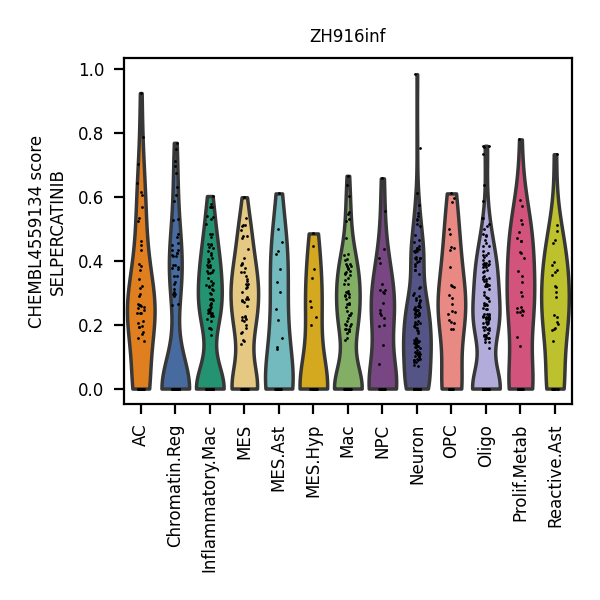 ZH916inf
CHEMBL4559134 score
SELPERCATINIB
1.0
0.8
0.6
0.4
0.2
0.0
AC
Chromatin.Reg
Inflammatory.Mac
MES
MES.Ast
MES.Hyp
Mac
NPC
Neuron
OPC
Oligo
Prolif.Metab
Reactive.Ast